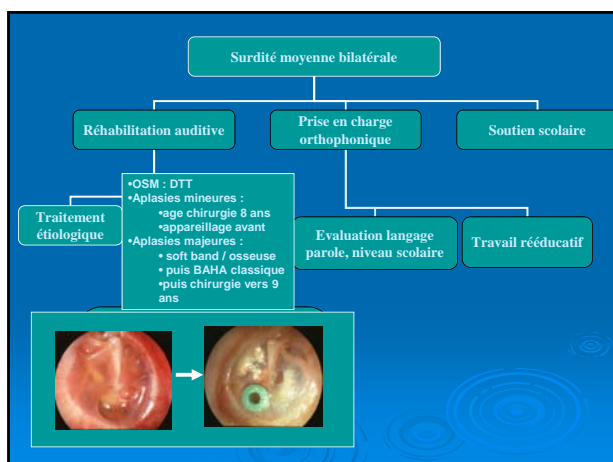 Surdité moyenne bilatérale
Réhabilitation auditive
Prise en charge
orthophonique
Soutien scolaire
Traitement
étiologique
•OSM : DTT
•Aplasies mineures :
•age chirurgie 8 ans
•appareillage avant
•Aplasies majeures :
• soft band / osseuse
• puis BAHA classique
•puis chirurgie vers 9
ans
Evaluation langage
parole, niveau scolaire
Travail rééducatif